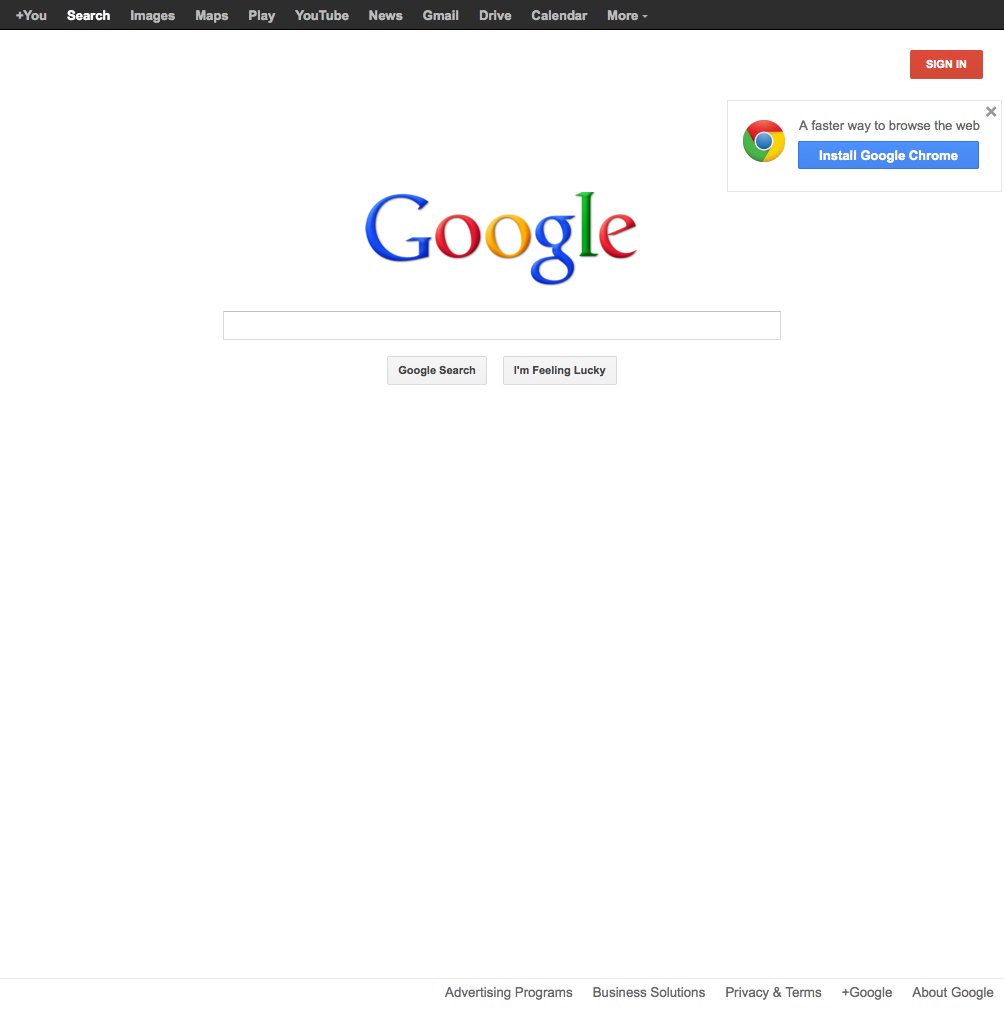 +You Search Images Maps Play YouTube News Gmail Drive Calendar More
SIGN IN
A faster way to browse the web
Install Google Chrome
Google
Google Search I'm Feeling Lucky
Advertising Programs Business Solutions Privacy & Terms +Google About Google